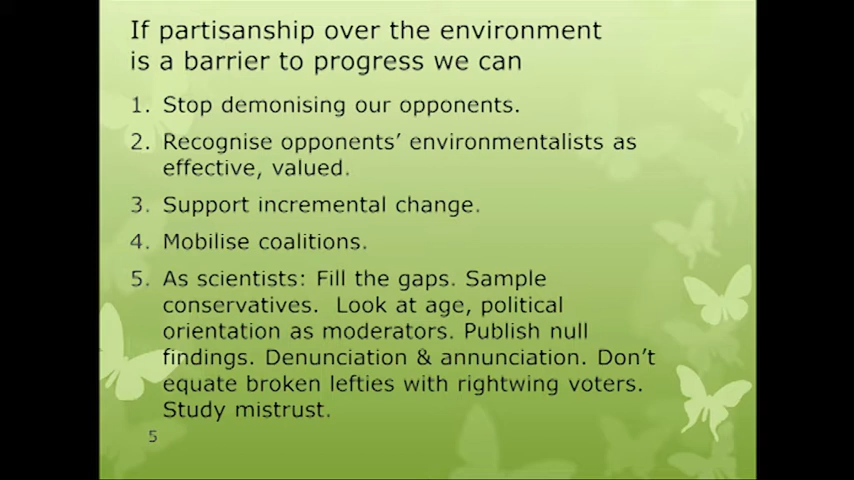 If partisanship over the environment
is a barrier to progress we can
1. Stop demonising our opponents.
2. Recognise opponents' environmentalists as
effective, valued.
3. Support incremental change.
4. Mobilise coalitions.
5. As scientists: Fill the gaps. Sample
conservatives. Look at age, political
orientation as moderators. Publish null
findings. Denunciation & annunciation. Don't
equate broken lefties with rightwing voters.
Study mistrust.
5